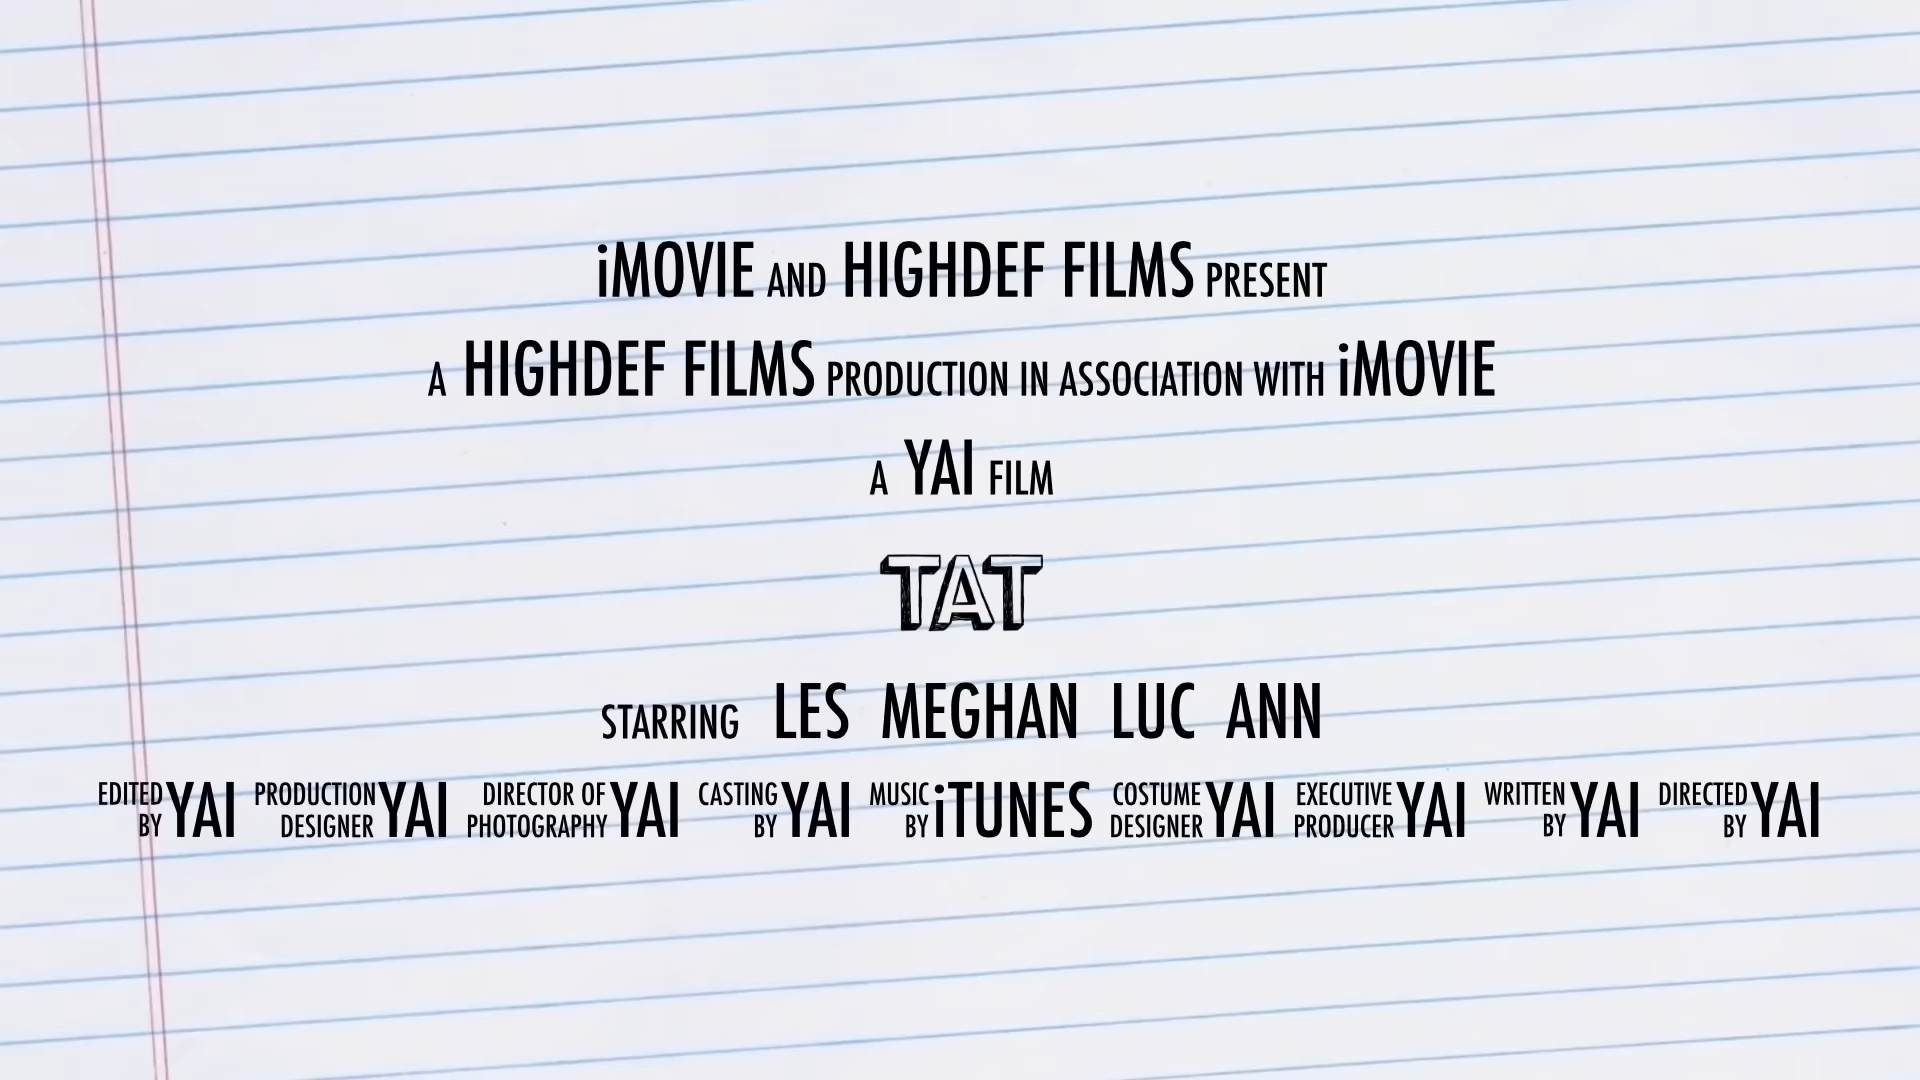 iMOVIE AND HIGHDEF FILMS PRESENT
A HIGHDEF FILMS PRODUCTION IN ASSOCIATION WITH iMOVIE
A YAI FILM
TAT
STARRING LES MEGHAN LUC ANN
EDITED BY YAI PRODUCTION DESIGNER YAI DIRECTOR OF PHOTOGRAPHY YAI CASTING BY YAI MUSIC BY iTUNES COSTUME DESIGNER YAI EXECUTIVE PRODUCER YAI WRITTEN BY YAI DIRECTED BY YAI